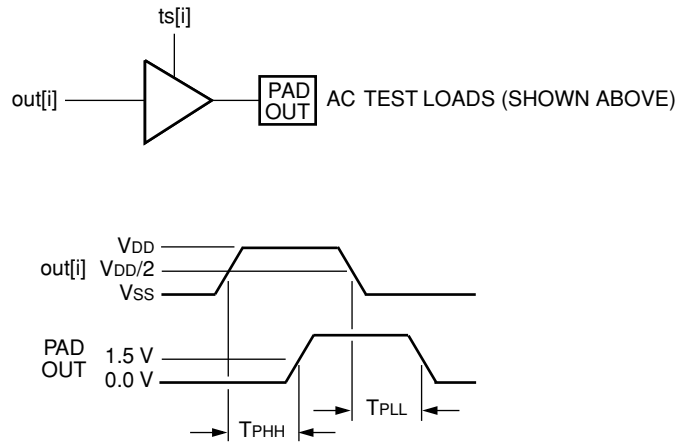 ts[i]
out[i]
PAD
OUT
AC TEST LOADS (SHOWN ABOVE)
VDD
out[i] VDD/2
VSS
PAD
OUT
1.5 V
0.0 V
TPHH
TPLL